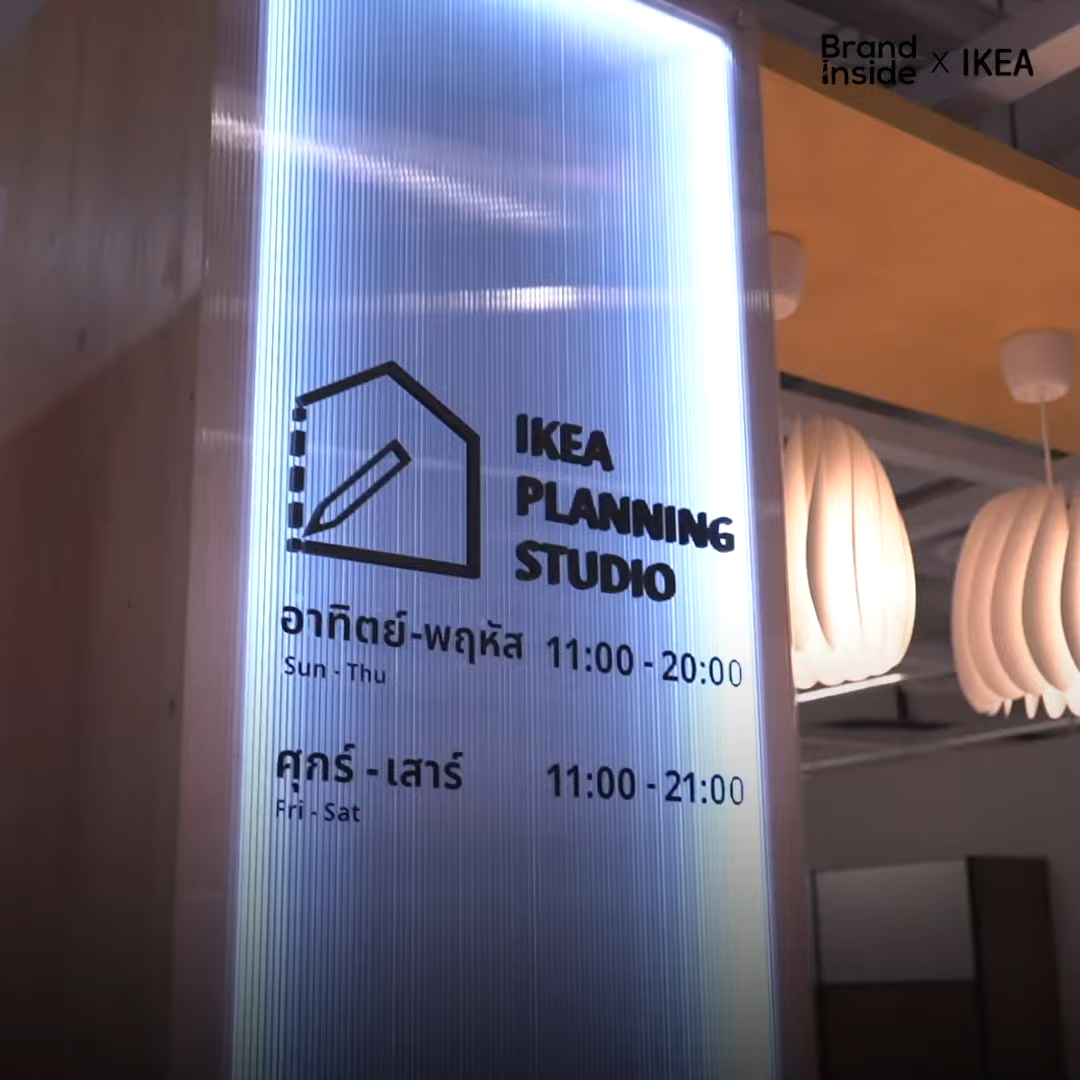 Brand
Inside x IKEA
IKEA
PLANNING
STUDIO
อาทิตย์-พฤหัส 11:00 - 20:00
Sun - Thu
ศุกร์ - เสาร์ 11:00 - 21:00
Fri - Sat